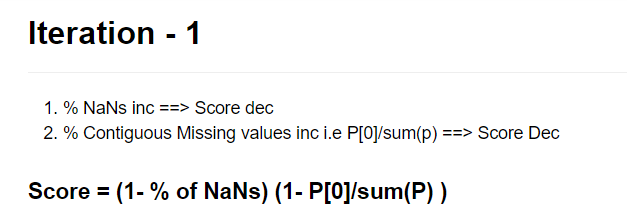 Iteration - 1
1. % NaNs inc ==> Score dec
2. % Contiguous Missing values inc i.e P[0]/sum(p) ==> Score Dec
Score = (1- % of NaNs) (1- P[0]/sum(P) )